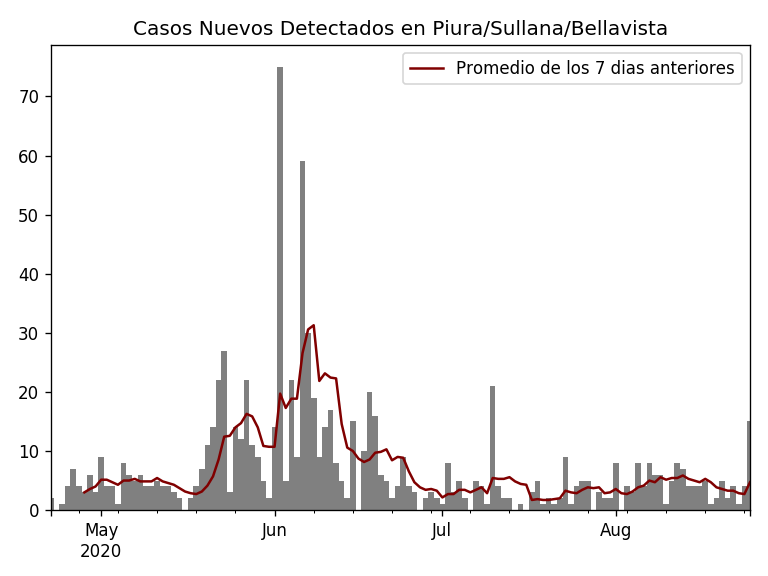 Casos Nuevos Detectados en Piura/Sullana/Bellavista
Promedio de los 7 dias anteriores
70
60
50
40
30
20
10
0
May
2020
Jun
Jul
Aug